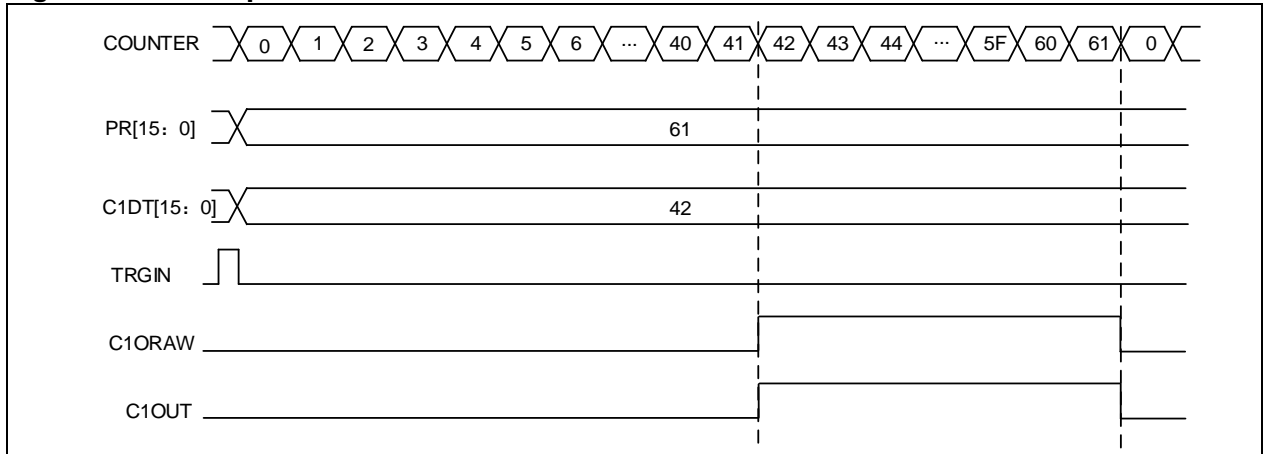 COUNTER 0 1 2 3 4 5 6 ... 40 41 42 43 44 ... 5F 60 61 0
PR[15：0] 61
C1DT[15：0] 42
TRGIN
C1ORAW
C1OUT